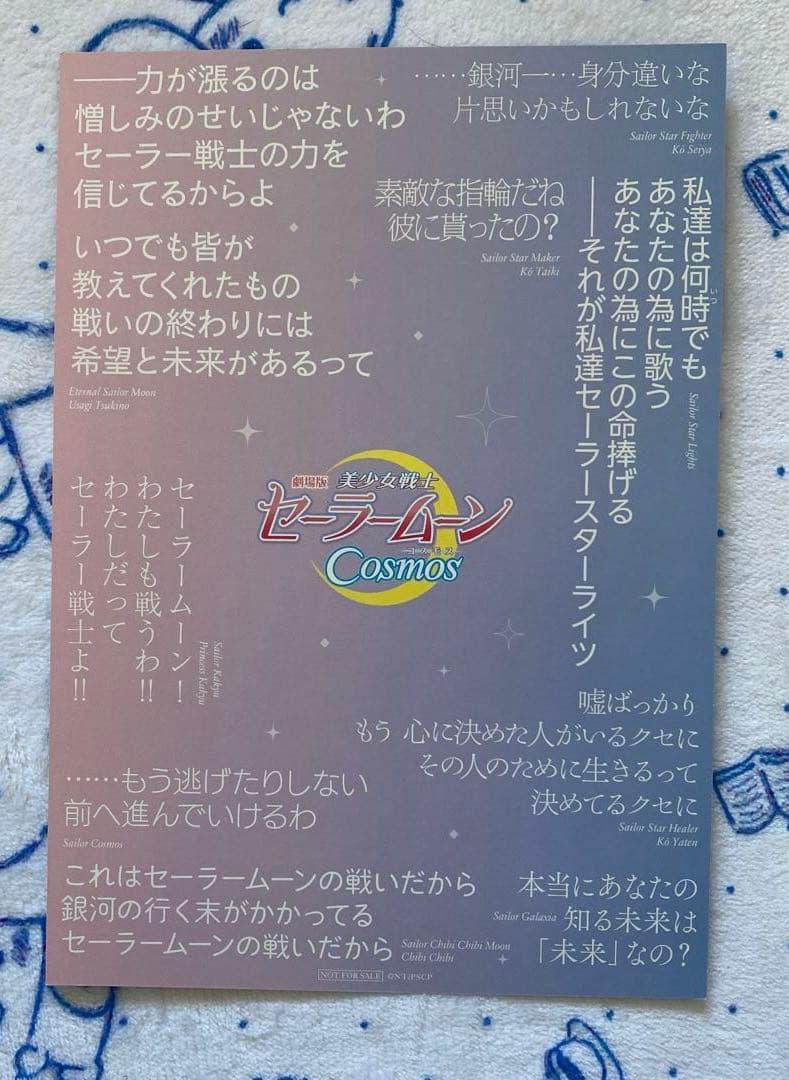 ――力が漲るのは
憎しみのせいじゃないわ
セーラー戦士の力を
信じてるからよ
いつでも皆が
教えてくれたもの
戦いの終わりには
希望と未来があるって
Eternal Sailor Moon
Usagi Tsukino
……銀河一…身分違いな
片思いかもしれないな
Sailor Star Fighter
Kō Seiya
素敵な指輪だね
彼に貰ったの?
Sailor Star Maker
Kō Taiki
私達は何時でも
いつ
あなたの為に歌う
あなたの為にこの命捧げる
――それが私達セーラースターライツ
Sailor Star Lights
劇場版 美少女戦士
セーラームーン
コスモス
Cosmos
セーラームーン!
わたしも戦うわ!!
わたしだって
セーラー戦士よ!!
Sailor Kakyu
Princess Kakyu
嘘ばっかり
もう 心に決めた人がいるクセに
その人のために生きるって
決めてるクセに
Sailor Star Healer
Kō Yaten
……もう逃げたりしない
前へ進んでいけるわ
Sailor Cosmos
これはセーラームーンの戦いだから
銀河の行く末がかかってる
セーラームーンの戦いだから
Sailor Chibi Chibi Moon
Chibi Chibi
本当にあなたの
知る未来は
「未来」なの?
Sailor Galaxia
NOT FOR SALE ©N・T/PSCP